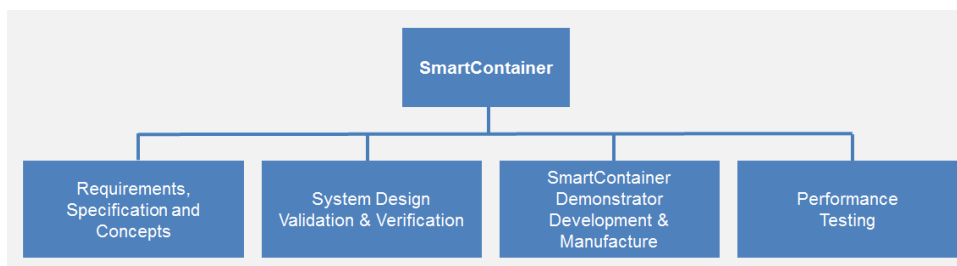 SmartContainer
Requirements,
Specification and
Concepts
System Design
Validation & Verification
SmartContainer
Demonstrator
Development &
Manufacture
Performance
Testing